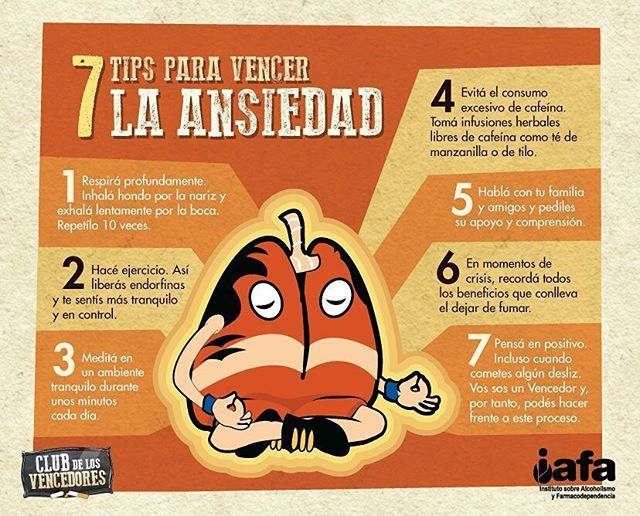 7 TIPS PARA VENCER
LA ANSIEDAD
1 Respirá profundamente.
Inhalá hondo por la nariz y
exhalá lentamente por la boca.
Repetílo 10 veces.
2 Hacé ejercicio. Así
liberás endorfinas
y te sentís más tranquilo
y en control.
3 Meditá en
un ambiente
tranquilo durante
unos minutos
cada día.
4 Evitá el consumo
excesivo de cafeína.
Tomá infusiones herbales
libres de cafeína como té de
manzanilla o de tilo.
5 Hablá con tu familia
y amigos y pedíles
su apoyo y comprensión.
6 En momentos de
crisis, recordá todos
los beneficios que conlleva
el dejar de fumar.
7 Pensá en positivo.
Incluso cuando
cometes algún desliz.
Vos sos un Vencedor y,
por tanto, podés hacer
frente a este proceso.
CLUB DE LOS
VENCEDORES
iafa
Instituto sobre Alcoholismo
y Farmacodependencia